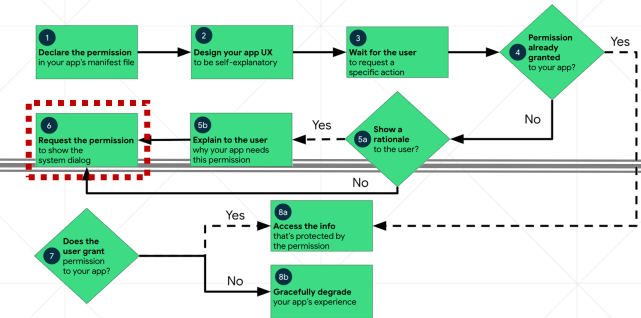 1
Declare the permission
in your app's manifest file
2
Design your app UX
to be self-explanatory
3
Wait for the user
to request a
specific action
4
Permission
already
granted
to your app?
Yes
No
5a
Show a
rationale
to the user?
Yes
5b
Explain to the user
why your app needs
this permission
6
Request the permission
to show the
system dialog
No
7
Does the
user grant
permission
to your app?
Yes
8a
Access the info
that's protected by
the permission
No
8b
Gracefully degrade
your app's experience